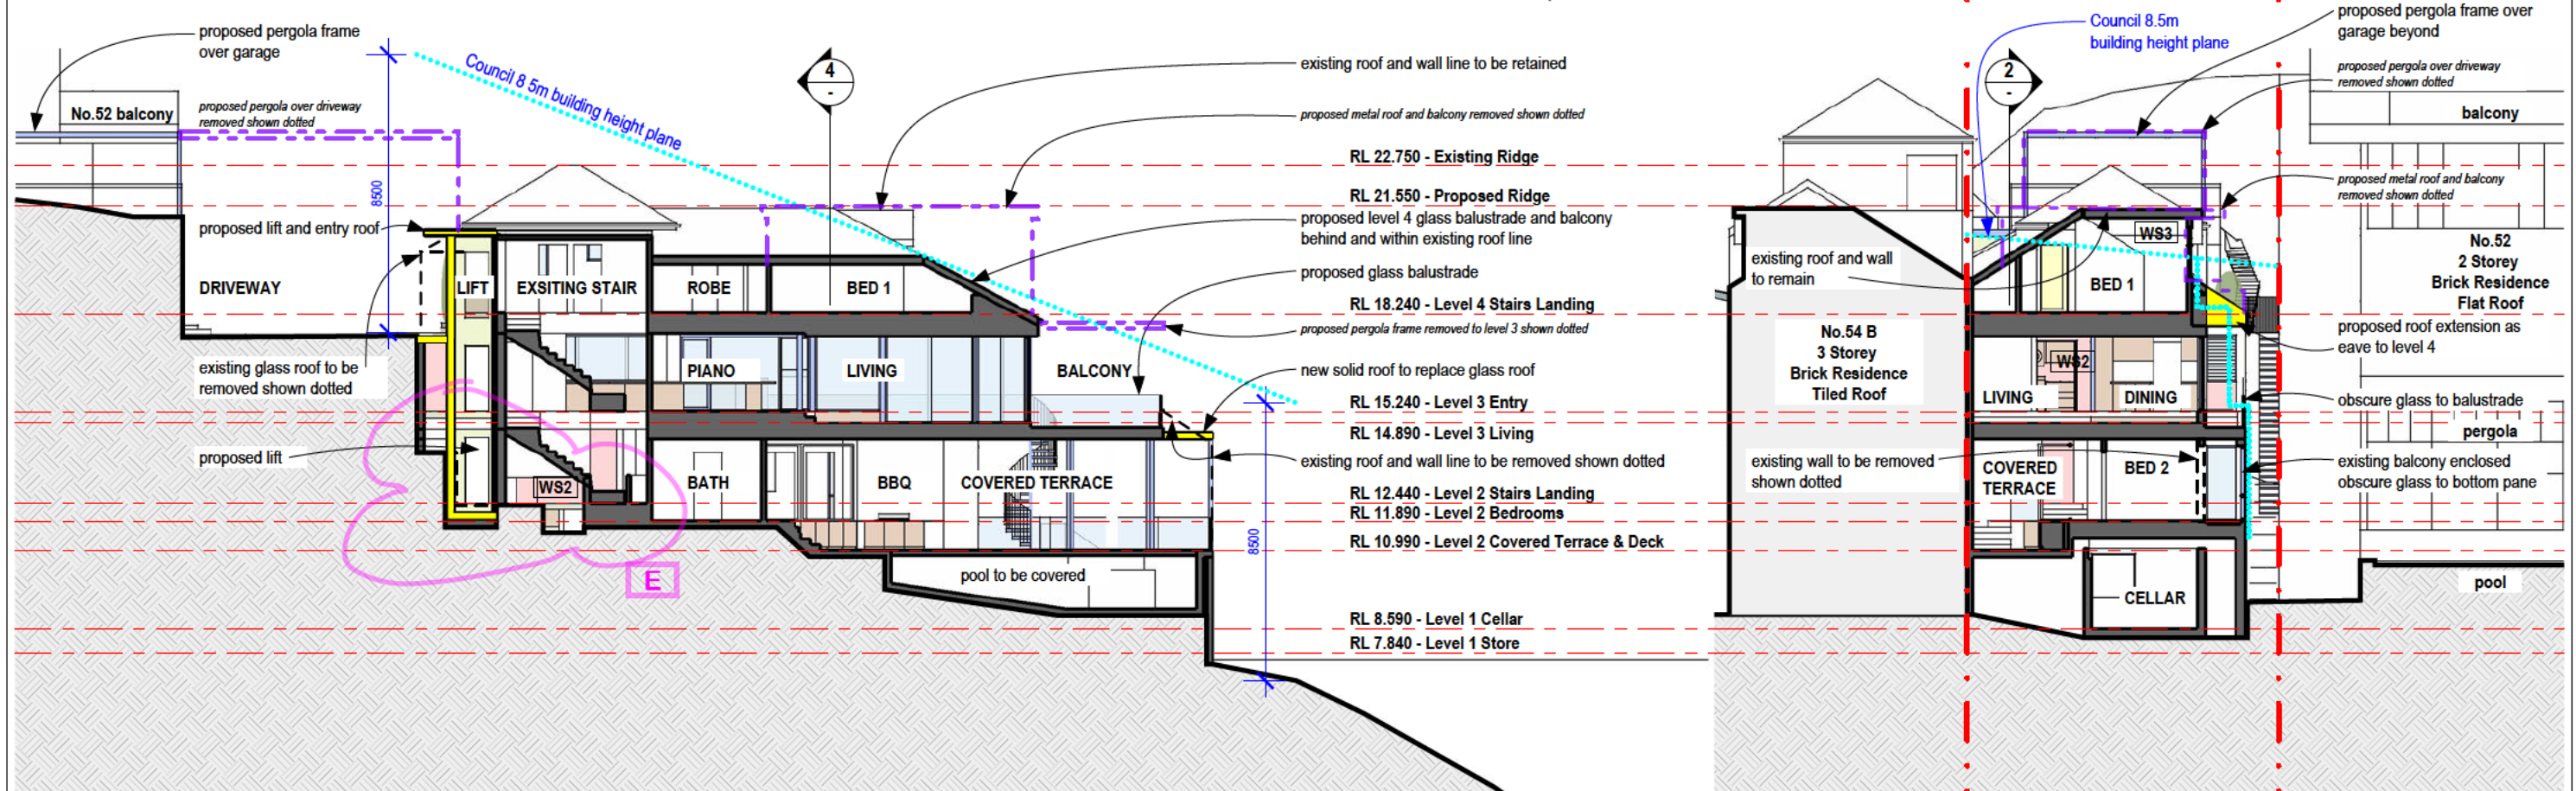 proposed pergola frame
over garage
No.52 balcony
proposed pergola over driveway
removed shown dotted
8500
Council 8 5m building height plane
4
-
proposed lift and entry roof
DRIVEWAY
LIFT
EXSITING STAIR
ROBE
BED 1
existing glass roof to be
removed shown dotted
PIANO
LIVING
BALCONY
proposed lift
WS2
BATH
BBQ
COVERED TERRACE
E
pool to be covered
8500
existing roof and wall line to be retained
proposed metal roof and balcony removed shown dotted
RL 22.750 - Existing Ridge
RL 21.550 - Proposed Ridge
proposed level 4 glass balustrade and balcony
behind and within existing roof line
proposed glass balustrade
RL 18.240 - Level 4 Stairs Landing
proposed pergola frame removed to level 3 shown dotted
new solid roof to replace glass roof
RL 15.240 - Level 3 Entry
RL 14.890 - Level 3 Living
existing roof and wall line to be removed shown dotted
RL 12.440 - Level 2 Stairs Landing
RL 11.890 - Level 2 Bedrooms
RL 10.990 - Level 2 Covered Terrace & Deck
RL 8.590 - Level 1 Cellar
RL 7.840 - Level 1 Store
Council 8.5m
building height plane
2
-
existing roof and wall
to remain
No.54 B
3 Storey
Brick Residence
Tiled Roof
existing wall to be removed
shown dotted
WS3
BED 1
WS2
LIVING
DINING
COVERED
TERRACE
BED 2
CELLAR
proposed pergola frame over
garage beyond
proposed pergola over driveway
removed shown dotted
balcony
proposed metal roof and balcony
removed shown dotted
No.52
2 Storey
Brick Residence
Flat Roof
proposed roof extension as
eave to level 4
obscure glass to balustrade
pergola
existing balcony enclosed
obscure glass to bottom pane
pool